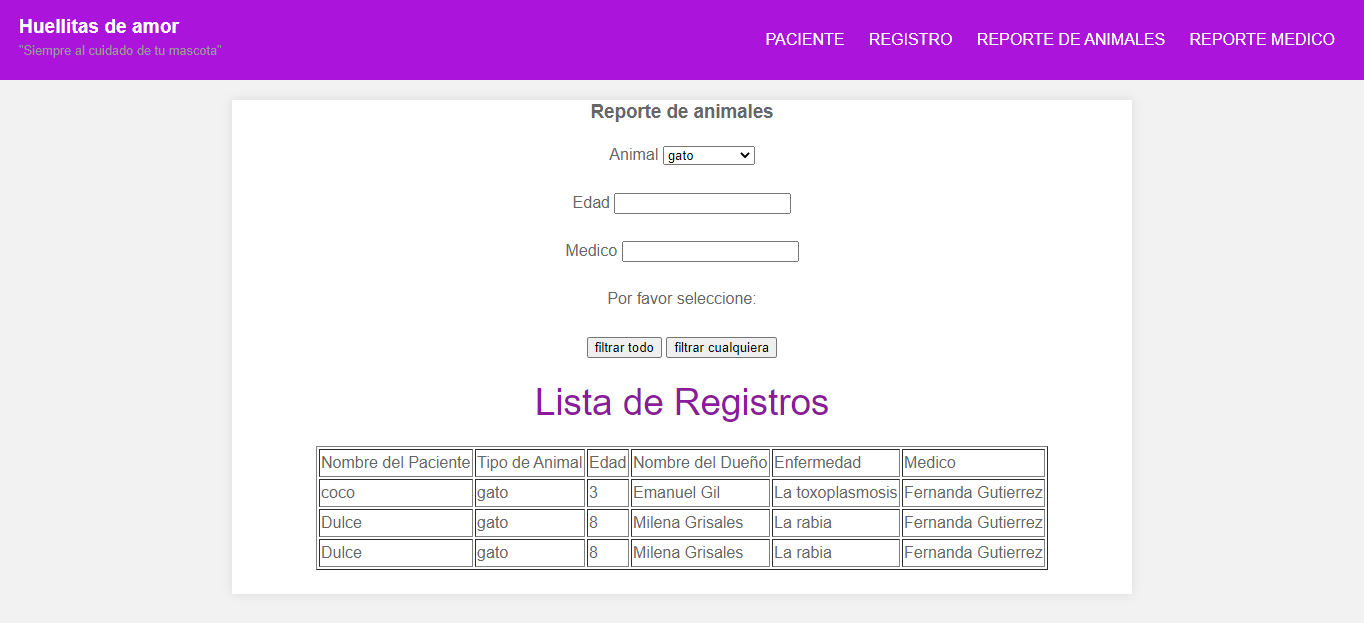 Huellitas de amor
"Siempre al cuidado de tu mascota"
PACIENTE REGISTRO REPORTE DE ANIMALES REPORTE MEDICO
Reporte de animales
Animal gato
Edad
Medico
Por favor seleccione:
filtrar todo filtrar cualquiera
Lista de Registros
Nombre del Paciente Tipo de Animal Edad Nombre del Dueño Enfermedad Medico
coco gato 3 Emanuel Gil La toxoplasmosis Fernanda Gutierrez
Dulce gato 8 Milena Grisales La rabia Fernanda Gutierrez
Dulce gato 8 Milena Grisales La rabia Fernanda Gutierrez